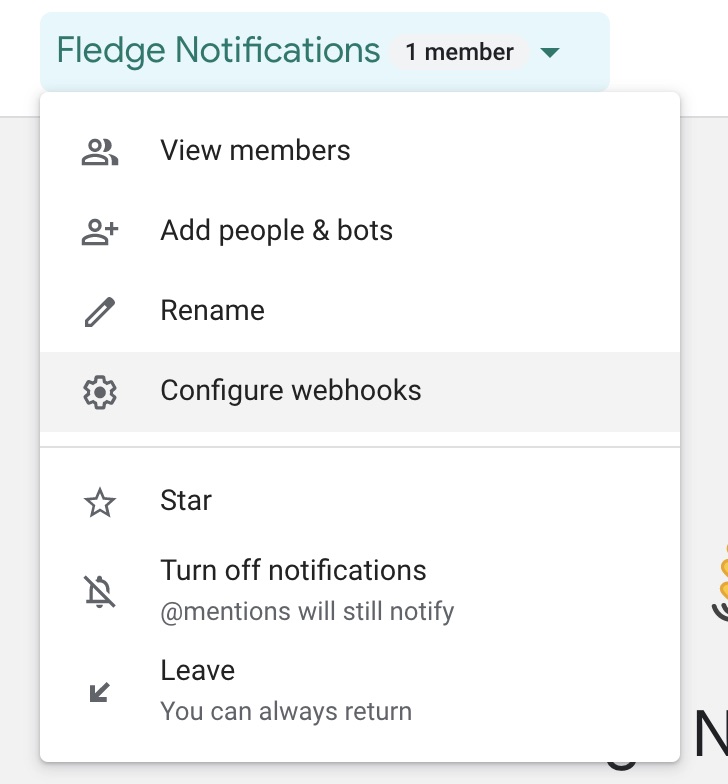 Fledge Notifications 1 member
View members
Add people & bots
Rename
Configure webhooks
Star
Turn off notifications
@mentions will still notify
Leave
You can always return
N